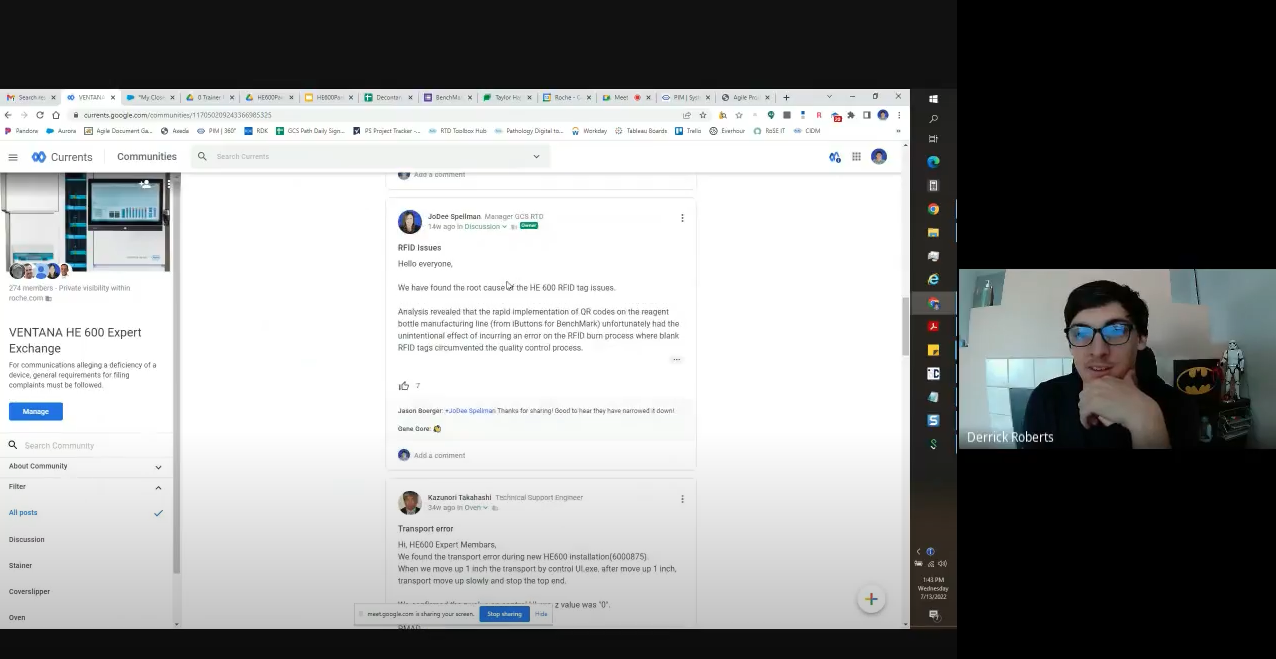 Search re
VENTANA
*My Clos
0 Trainer
HE600Pa
HE600Pa
Decontar
BenchMa
Taylor H
Roche - C
Meet
PIM | Sys
Agile Pr
currents.google.com/communities/117050209243366985325
Pandora
Aurora
Agile Document Ga...
Axeda
PIM | 360°
RDK
GCS Path Daily Sign...
PS Project Tracker -...
RTD Toolbox Hub
Pathology Digital to...
Workday
Tableau Boards
Trello
Everhour
RoSE IT
CIDM
Currents
Communities
Search Currents
Add a comment
274 members - Private visibility within
roche.com
VENTANA HE 600 Expert
Exchange
For communications alleging a deficiency of a
device, general requirements for filing
complaints must be followed.
Manage
Search Community
About Community
Filter
All posts
Discussion
Stainer
Coverslipper
Oven
JoDee Spellman Manager GCS RTD
14w ago in Discussion Owner
RFID issues
Hello everyone,
We have found the root cause of the HE 600 RFID tag issues.
Analysis revealed that the rapid implementation of QR codes on the reagent
bottle manufacturing line (from iButtons for BenchMark) unfortunately had the
unintentional effect of incurring an error on the RFID burn process where blank
RFID tags circumvented the quality control process.
7
Jason Boerger: +JoDee Spellman Thanks for sharing! Good to hear they have narrowed it down!
Gene Gore:
Add a comment
Kazunori Takahashi Technical Support Engineer
34w ago in Oven
Transport error
Hi, HE600 Expert Membars,
We found the transport error during new HE600 installation(6000875).
When we move up 1 inch the transport by control UI.exe, after move up 1 inch,
transport move slowly and stop the top end.
z value was "0".
meet.google.com is sharing your screen.
Stop sharing
Hide
1:43 PM
Wednesday
7/13/2022
Derrick Roberts